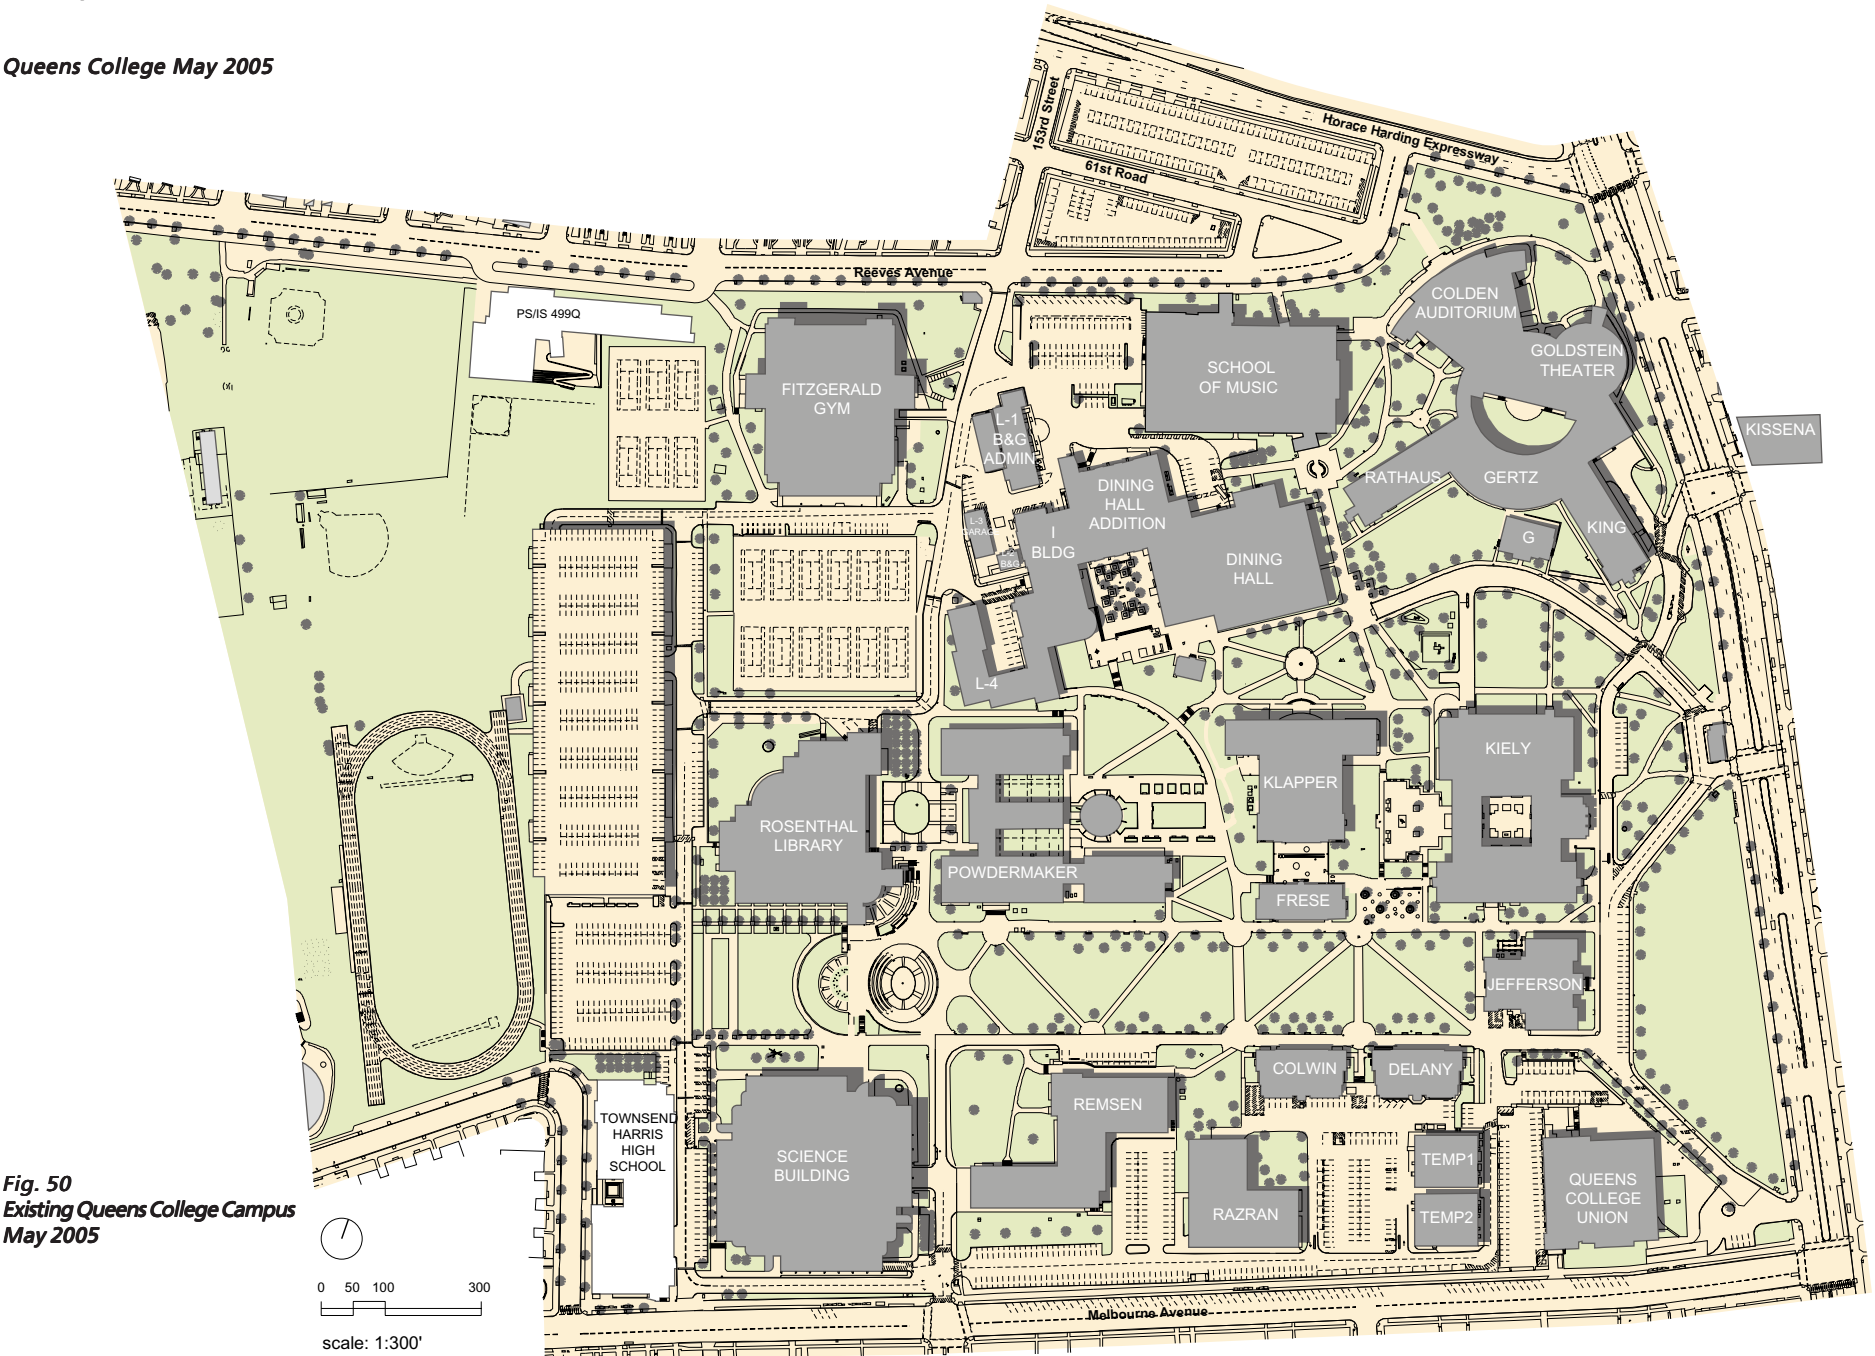 Queens College May 2005
Horace Harding Expressway
153rd Street
61st Road
Reeves Avenue
PS/IS 499Q
COLDEN
AUDITORIUM
GOLDSTEIN
THEATER
SCHOOL
OF MUSIC
FITZGERALD
GYM
L-1
B&G
ADMIN
KISSENA
RATHAUS
GERTZ
DINING
HALL
ADDITION
L-3
GARAG
I
BLDG
L-2
B&G
G
KING
DINING
HALL
L-4
KIELY
KLAPPER
ROSENTHAL
LIBRARY
POWDERMAKER
FRESE
JEFFERSON
COLWIN
DELANY
REMSEN
TOWNSEND
HARRIS
HIGH
SCHOOL
SCIENCE
BUILDING
TEMP1
QUEENS
COLLEGE
UNION
RAZRAN
TEMP2
Fig. 50
Existing Queens College Campus
May 2005
0 50 100 300
scale: 1:300'
Melbourne Avenue